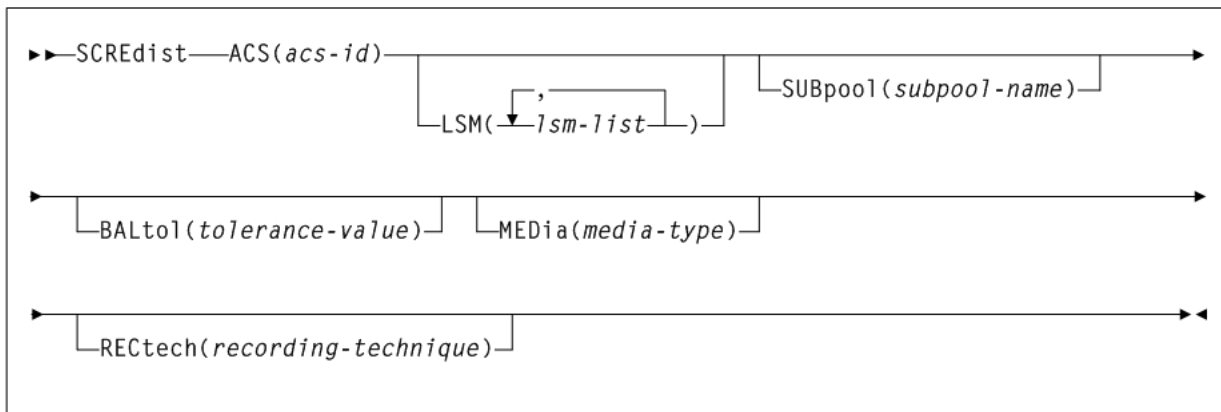 SCREdist ACS(acs-id) SUBpool(subpool-name)
LSM( , lsm-list )
BALtol(tolerance-value) MEDia(media-type)
RECtech(recording-technique)